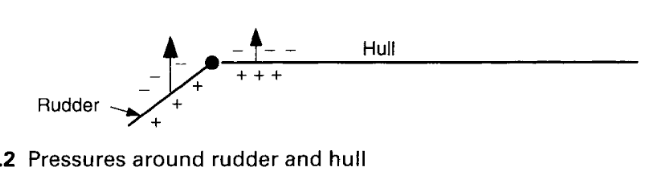 Hull
− − − −
+ + +
− − −
Rudder
+ + +
.2 Pressures around rudder and hull